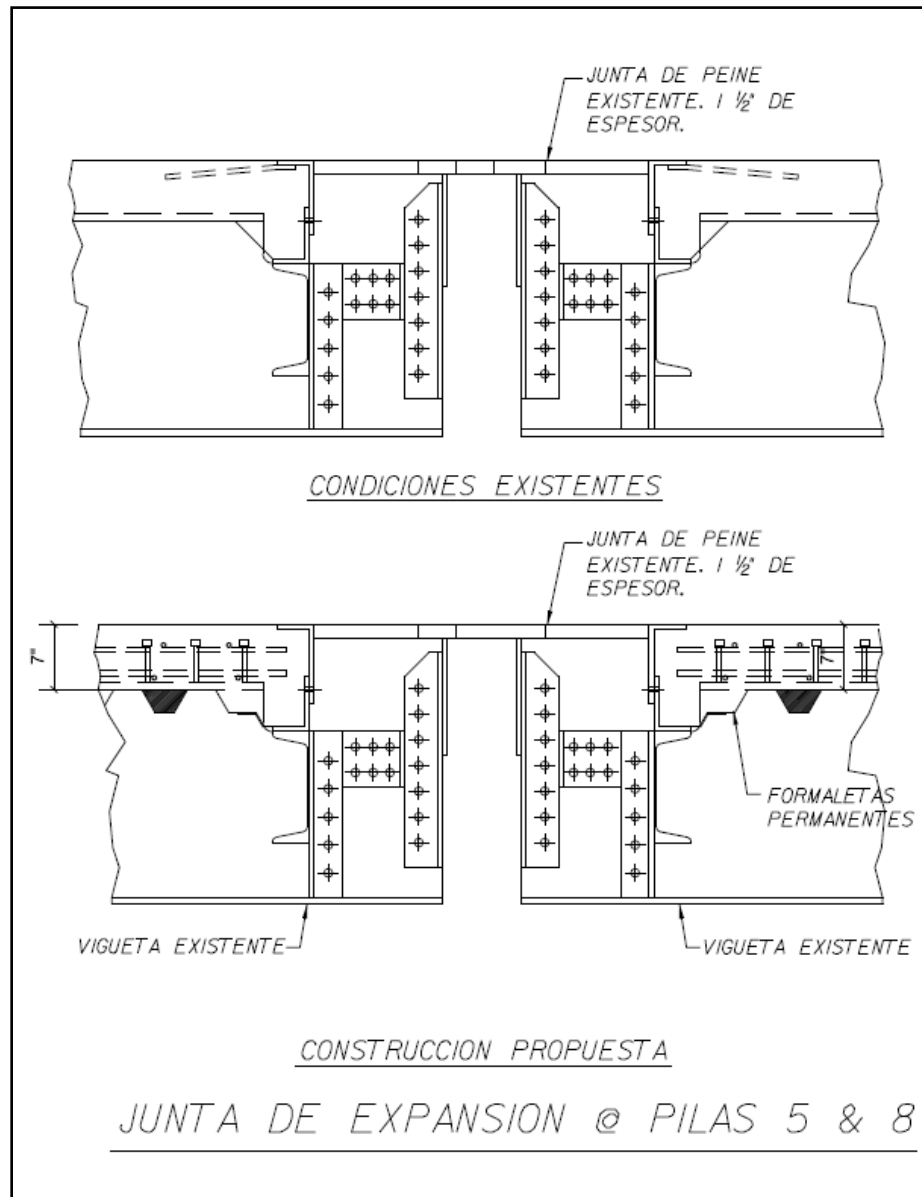 JUNTA DE PEINE
EXISTENTE. 1 ½" DE
ESPESOR.
CONDICIONES EXISTENTES
JUNTA DE PEINE
EXISTENTE. 1 ½" DE
ESPESOR.
7"
7"
FORMALETAS
PERMANENTES
VIGUETA EXISTENTE
VIGUETA EXISTENTE
CONSTRUCCION PROPUESTA
JUNTA DE EXPANSION @ PILAS 5 & 8